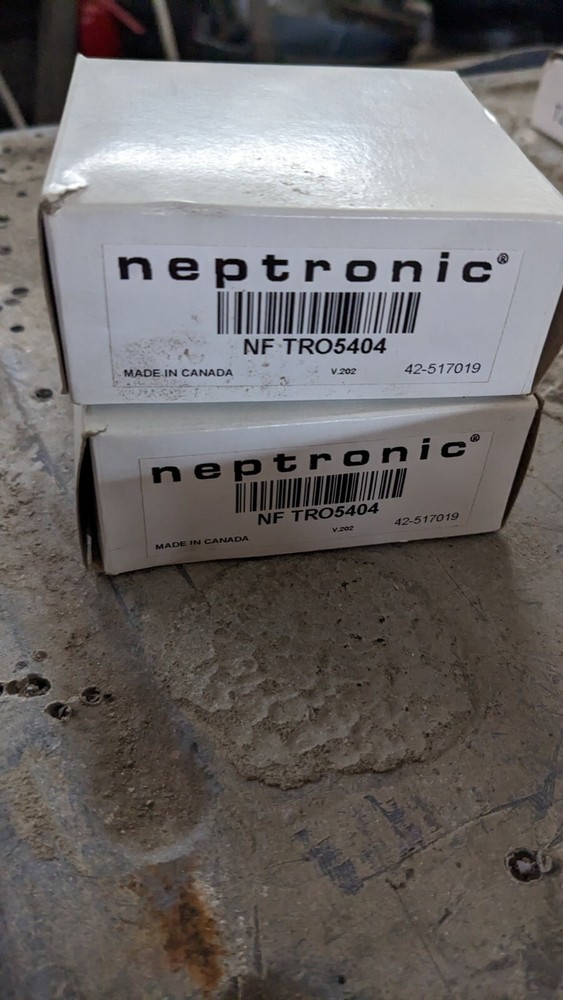 neptronic®
NF TRO5404
MADE IN CANADA V.202 42-517019
neptronic®
NF TRO5404
MADE IN CANADA V.202 42-517019